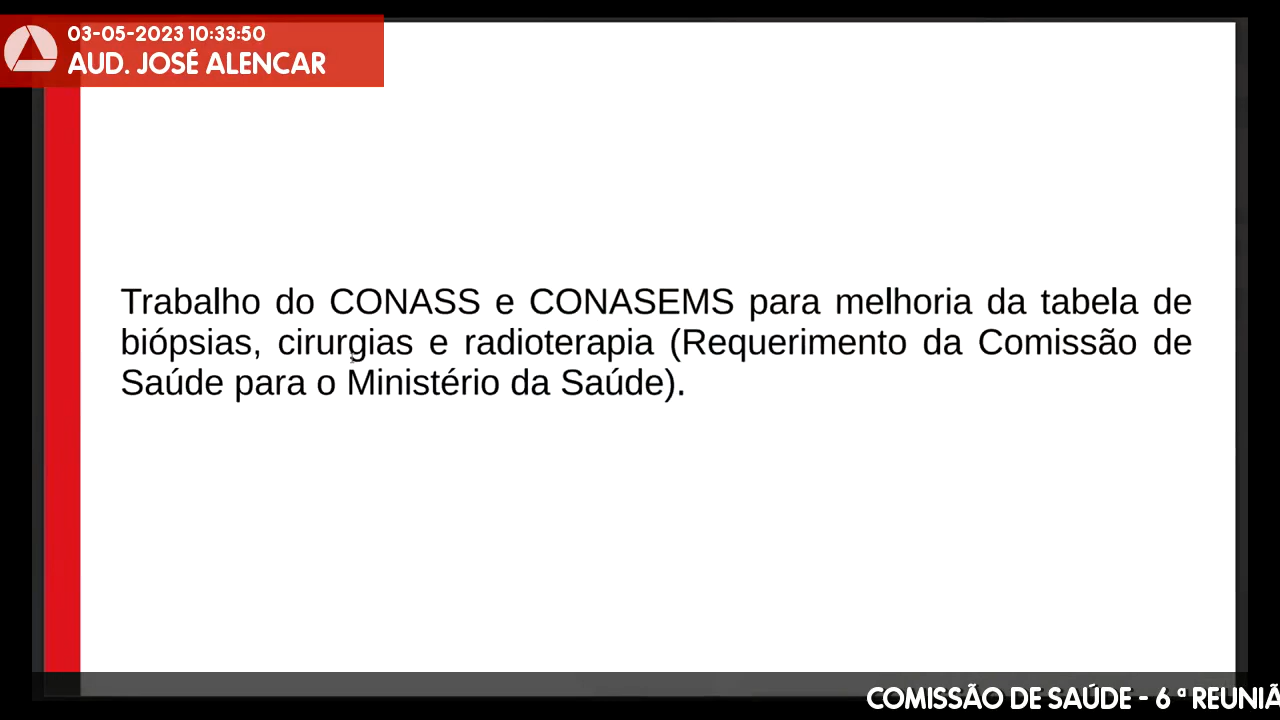 03-05-2023 10:33:50
AUD. JOSÉ ALENCAR
Trabalho do CONASS e CONASEMS para melhoria da tabela de
biópsias, cirurgias e radioterapia (Requerimento da Comissão de
Saúde para o Ministério da Saúde).
COMISSÃO DE SAÚDE - 6 ª REUNIÃ